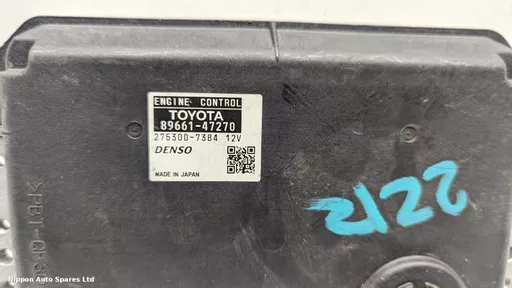 ENGINE CONTROL
TOYOTA
89661-47270
275300-7384 12V
DENSO
MADE IN JAPAN
2122
Nippon Auto Spares Ltd